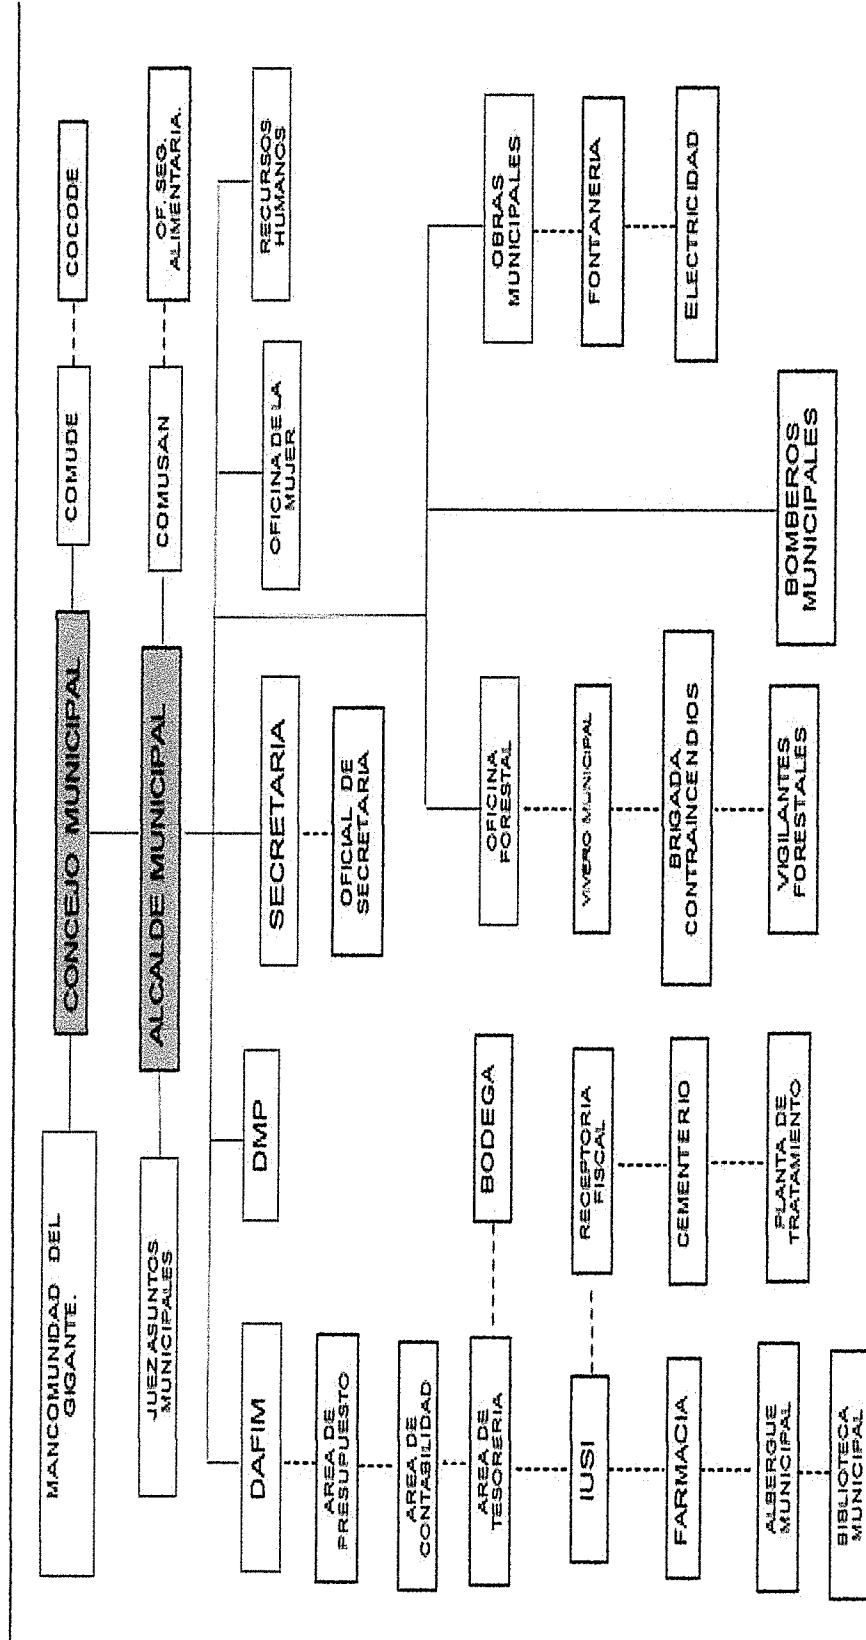 MANCOMUNIDAD DEL
GIGANTE.
CONCEJO MUNICIPAL
COMUDE
COCODE
JUEZ ASUNTOS
MUNICIPALES
ALCALDE MUNICIPAL
COMUSAN
OF. SEG.
ALIMENTARIA.
DAFIM
DMP
SECRETARIA
OFICINA DE LA
MUJER
RECURSOS
HUMANOS
AREA DE
PRESUPUESTO
OFICIAL DE
SECRETARIA
AREA DE
CONTABILIDAD
AREA DE
TESORERIA
BODEGA
OFICINA
FORESTAL
OBRAS
MUNICIPALES
IUSI
RECEPTORIA
FISCAL
VIVERO MUNICIPAL
FONTANERIA
FARMACIA
CEMENTERIO
BRIGADA
CONTRAINCENDIOS
ELECTRICIDAD
ALBERGUE
MUNICIPAL
PLANTA DE
TRATAMIENTO
VIGILANTES
FORESTALES
BOMBEROS
MUNICIPALES
BIBLIOTECA
MUNICIPAL